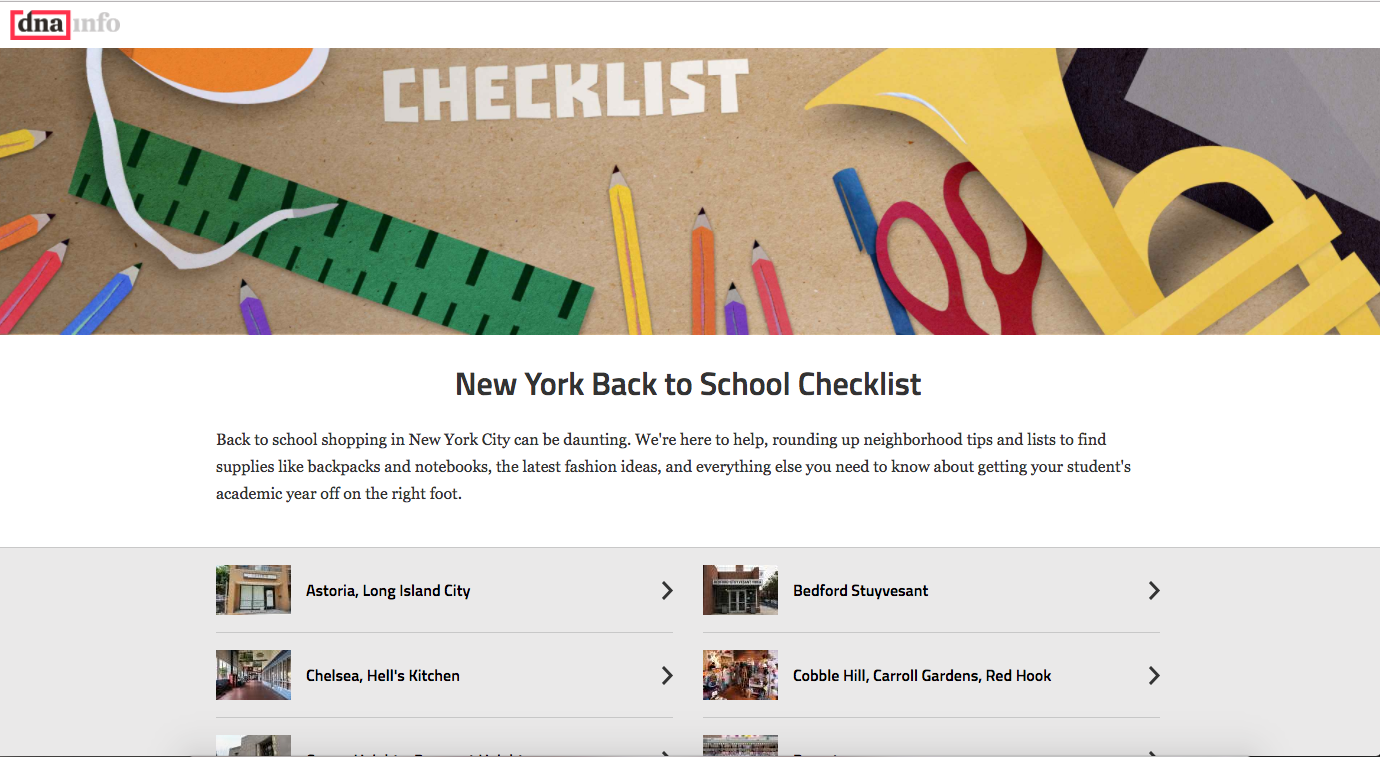 dnainfo
CHECKLIST
New York Back to School Checklist
Back to school shopping in New York City can be daunting. We're here to help, rounding up neighborhood tips and lists to find
supplies like backpacks and notebooks, the latest fashion ideas, and everything else you need to know about getting your student's
academic year off on the right foot.
Astoria, Long Island City
Bedford Stuyvesant
Chelsea, Hell's Kitchen
Cobble Hill, Carroll Gardens, Red Hook